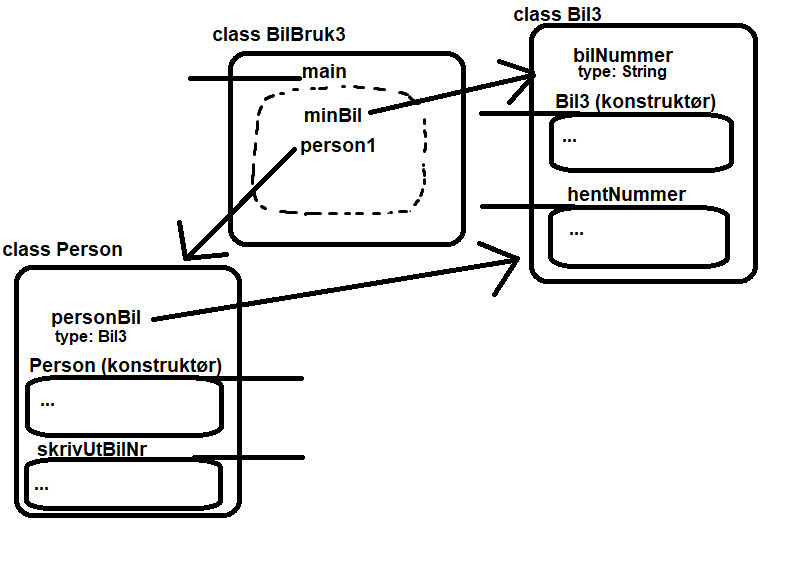 class BilBruk3
main
minBil
person1
class Bil3
bilNummer
type: String
Bil3 (konstruktør)
...
hentNummer
...
class Person
personBil
type: Bil3
Person (konstruktør)
...
skrivUtBilNr
...